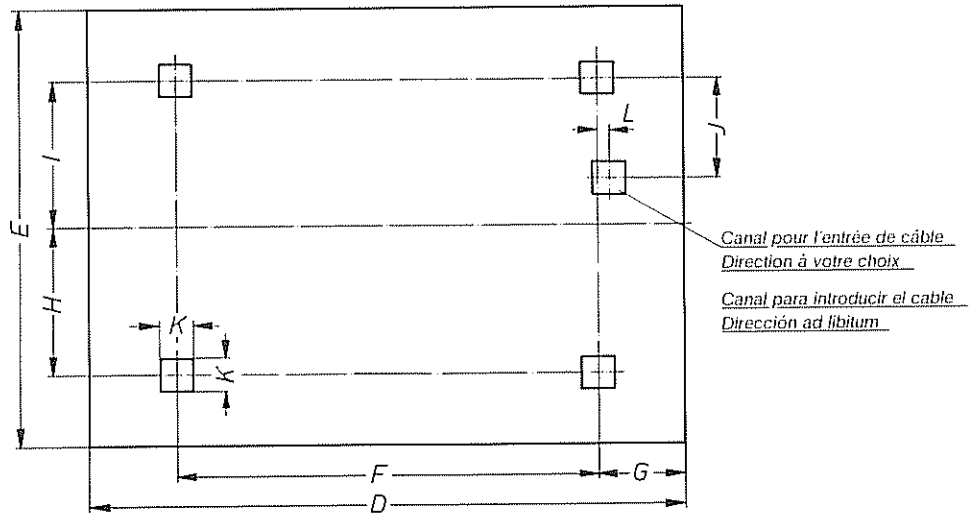 L
J
I
E
Canal pour l'entrée de câble
Direction à votre choix
H
Canal para introducir el cable
Dirección ad libitum
K
K
F
G
D